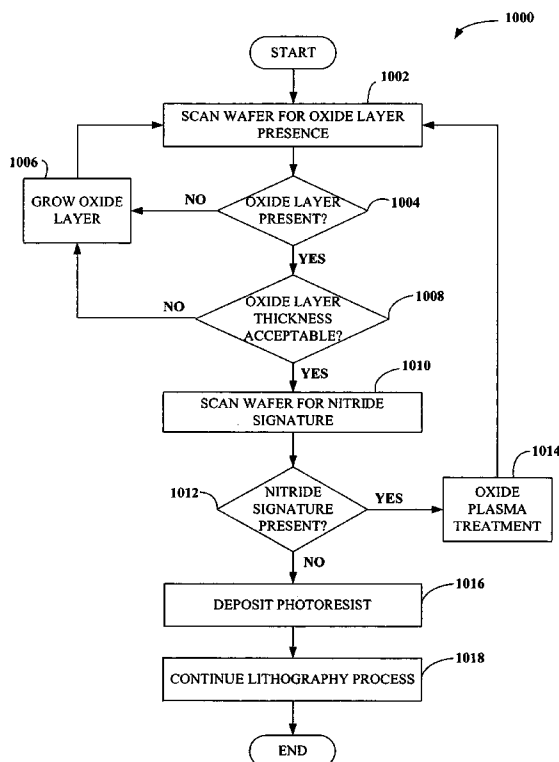 1000
START
1002
SCAN WAFER FOR OXIDE LAYER
PRESENCE
1006
GROW OXIDE
LAYER
NO
OXIDE LAYER
PRESENT?
1004
YES
NO
OXIDE LAYER
THICKNESS
ACCEPTABLE?
1008
YES
1010
SCAN WAFER FOR NITRIDE
SIGNATURE
1012
NITRIDE
SIGNATURE
PRESENT?
YES
1014
OXIDE
PLASMA
TREATMENT
NO
DEPOSIT PHOTORESIST
1016
CONTINUE LITHOGRAPHY PROCESS
1018
END